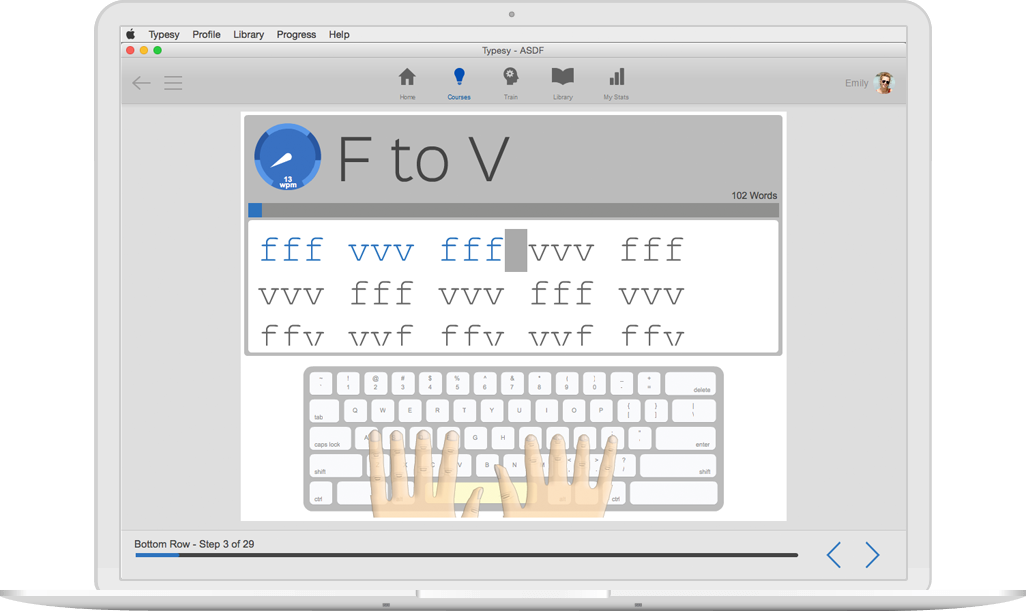 Typesy Profile Library Progress Help
Typesy - ASDF
Home Courses Train Library My Stats
Emily
F to V
13
wpm
102 Words
fff vvv fff vvv fff
vvv fff vvv fff vvv
ffv vvf ffv vvf ffv
~ ! @ # $ % ^ & * ( _ +
` 1 2 3 4 5 6 7 8 9 0 - = delete
tab Q W E R T Y U I O P { } |
[ ] \
caps lock A G H enter
shift C V B N M < > ? shift
/
ctrl ctrl
Bottom Row - Step 3 of 29